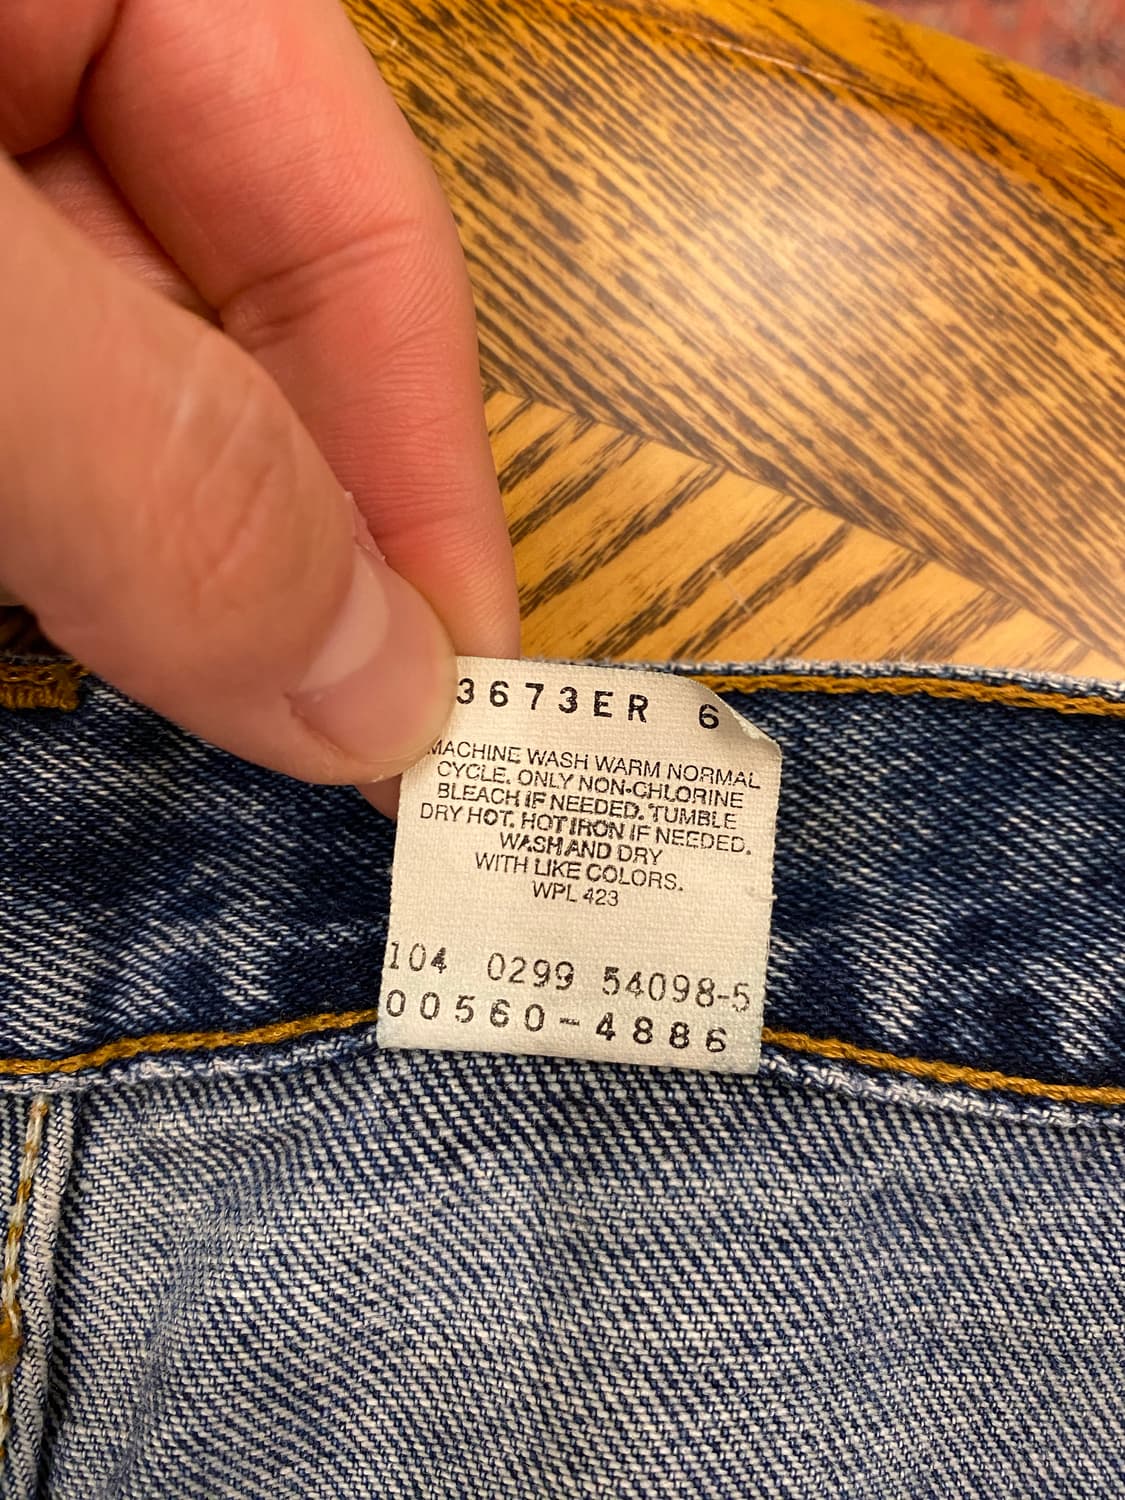 3673ER 6
MACHINE WASH WARM NORMAL
CYCLE. ONLY NON-CHLORINE
BLEACH IF NEEDED. TUMBLE
DRY HOT. HOT IRON IF NEEDED.
WASH AND DRY
WITH LIKE COLORS.
WPL 423
104 0299 54098-5
00560-4886